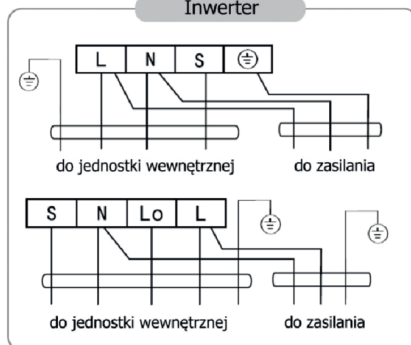 Inwerter
L N S
do jednostki wewnętrznej do zasilania
S N Lo L
do jednostki wewnętrznej do zasilania